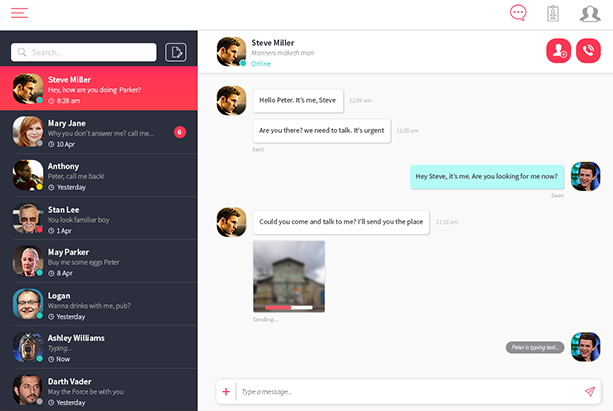 Search...
Steve Miller
Hey, how are you doing Parker?
8:28 am
Mary Jane
Why you don't answer me? call me...
10 Apr
6
Anthony
Peter, call me back!
Yesterday
Stan Lee
You look familiar boy
1 Apr
May Parker
Buy me some eggs Peter
8 Apr
Logan
Wanna drinks with me, pub?
Yesterday
Ashley Williams
Typing...
Now
Darth Vader
May the Force be with you
Yesterday
Steve Miller
Manners maketh man
Online
Hello Peter. It's me, Steve
11:04 am
Are you there? we need to talk. It's urgent
11:05 am
Sent
Hey Steve, it's me. Are you looking for me now?
Seen
Could you come and talk to me? I'll send you the place
11:16 am
Sending...
Peter is typing text...
Type a message...